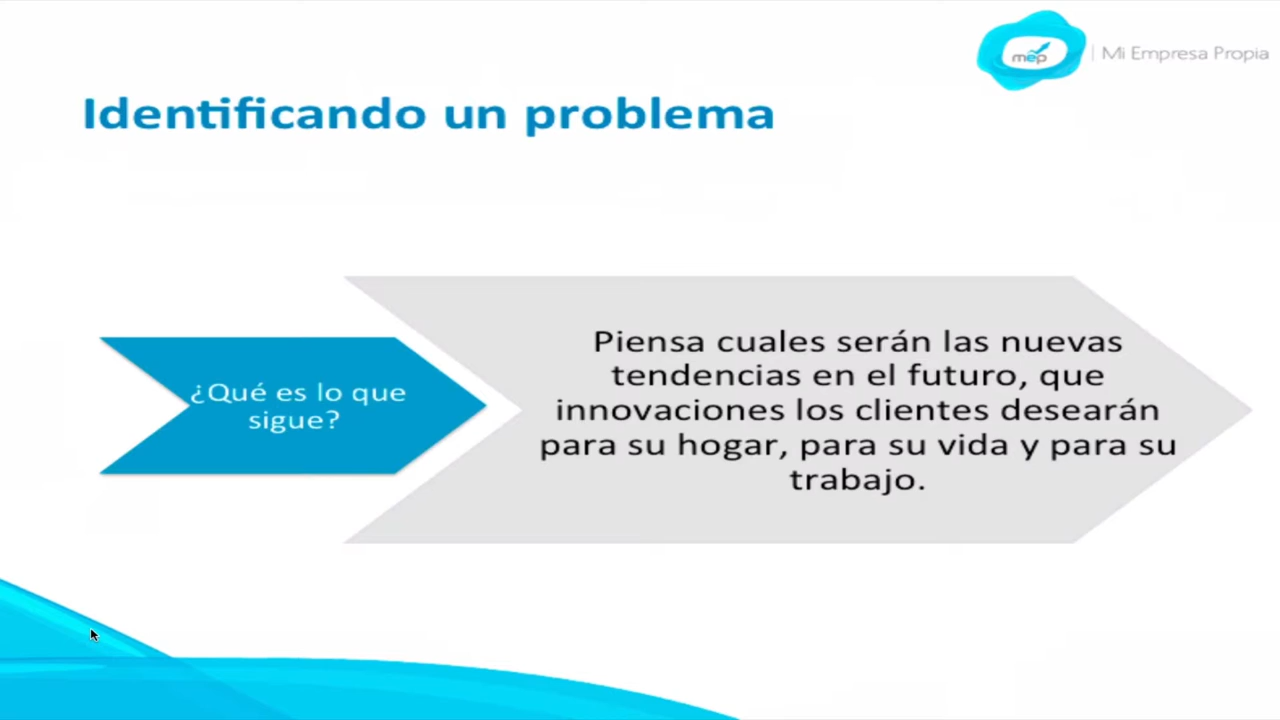 mep | Mi Empresa Propia
Identificando un problema
¿Qué es lo que
sigue?
Piensa cuales serán las nuevas
tendencias en el futuro, que
innovaciones los clientes desearán
para su hogar, para su vida y para su
trabajo.